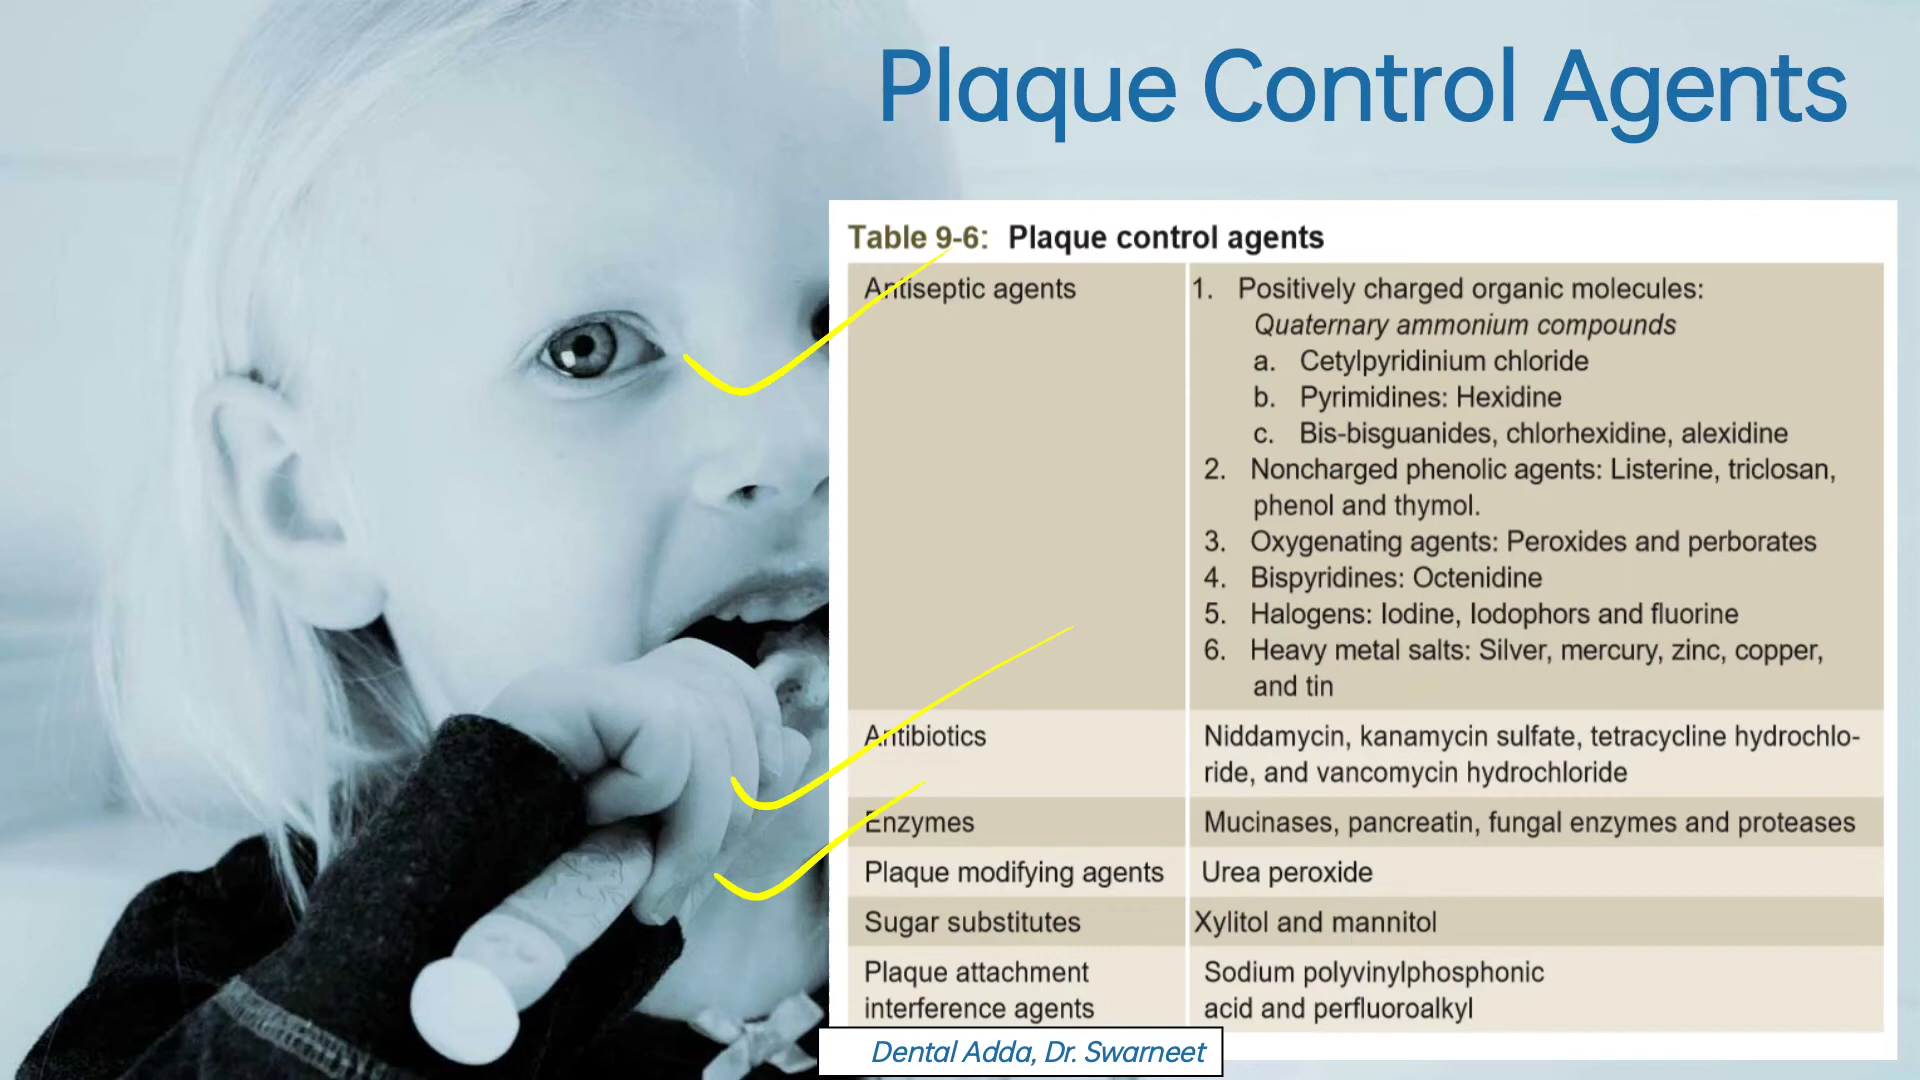 Plaque Control Agents
Table 9-6: Plaque control agents
Antiseptic agents
1. Positively charged organic molecules:
Quaternary ammonium compounds
a. Cetylpyridinium chloride
b. Pyrimidines: Hexidine
c. Bis-bisguanides, chlorhexidine, alexidine
2. Noncharged phenolic agents: Listerine, triclosan,
phenol and thymol.
3. Oxygenating agents: Peroxides and perborates
4. Bispyridines: Octenidine
5. Halogens: Iodine, Iodophors and fluorine
6. Heavy metal salts: Silver, mercury, zinc, copper,
and tin
Antibiotics
Niddamycin, kanamycin sulfate, tetracycline hydrochlo-
ride, and vancomycin hydrochloride
Enzymes
Mucinases, pancreatin, fungal enzymes and proteases
Plaque modifying agents
Urea peroxide
Sugar substitutes
Xylitol and mannitol
Plaque attachment
interference agents
Sodium polyvinylphosphonic
acid and perfluoroalkyl
Dental Adda, Dr. Swarneet